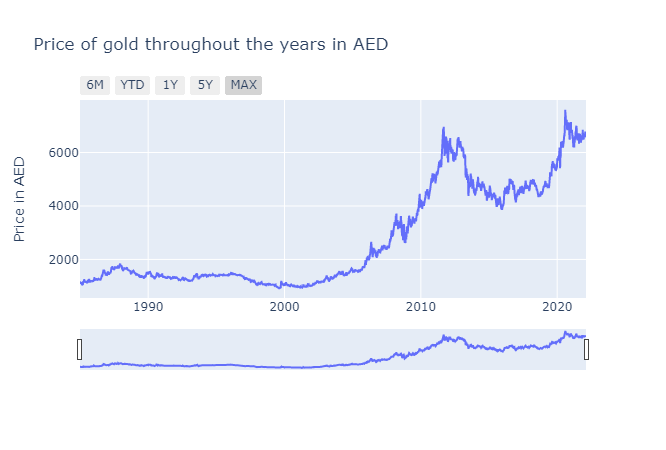 Price of gold throughout the years in AED
6M YTD 1Y 5Y MAX
6000
4000
2000
Price in AED
1990 2000 2010 2020